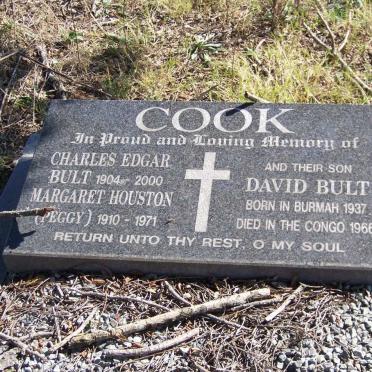 COOK
In Proud and Loving Memory of
CHARLES EDGAR
BULT 1904 - 2000
MARGARET HOUSTON
(PEGGY) 1910 - 1971
AND THEIR SON
DAVID BULT
BORN IN BURMAH 1937
DIED IN THE CONGO 1966
RETURN UNTO THY REST, O MY SOUL